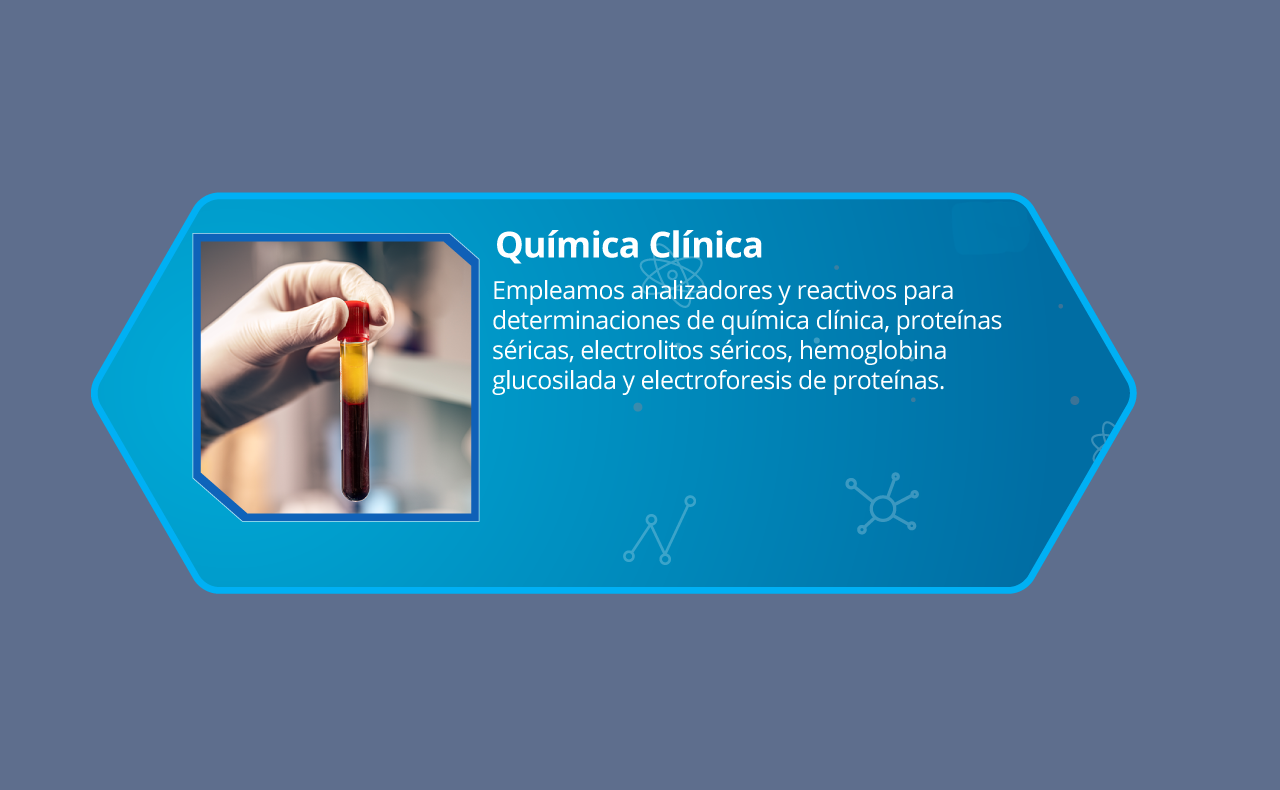 Química Clínica
Empleamos analizadores y reactivos para
determinaciones de química clínica, proteínas
séricas, electrolitos séricos, hemoglobina
glucosilada y electroforesis de proteínas.